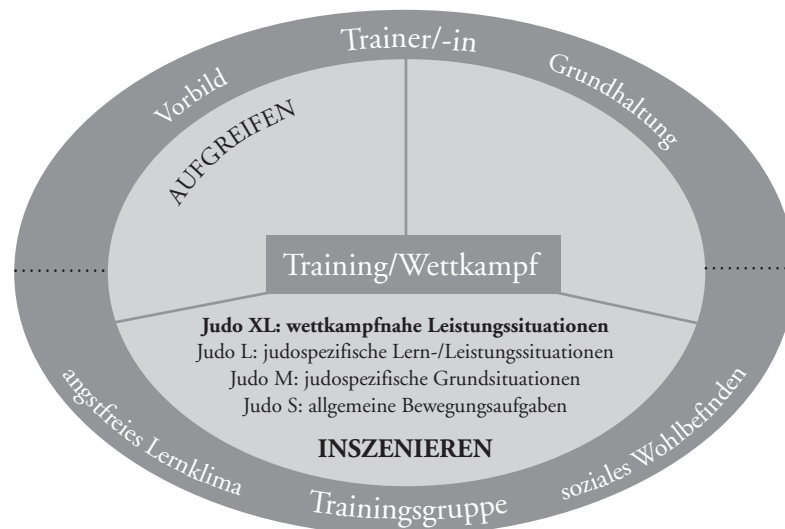 Trainer/-in
Vorbild
Grundhaltung
AUFGREIFEN
Training/Wettkampf
Judo XL: wettkampfnahe Leistungssituationen
Judo L: judospezifische Lern-/Leistungssituationen
Judo M: judospezifische Grundsituationen
Judo S: allgemeine Bewegungsaufgaben
INSZENIEREN
angstfreies Lernklima
soziales Wohlbefinden
Trainingsgruppe